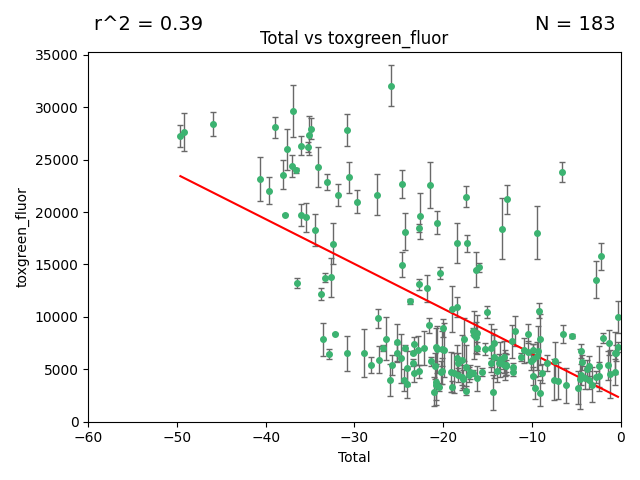 r^2 = 0.39 N = 183
Total vs toxgreen_fluor
35000
30000
25000
20000
15000
10000
5000
0
toxgreen_fluor
−60 −50 −40 −30 −20 −10 0
Total